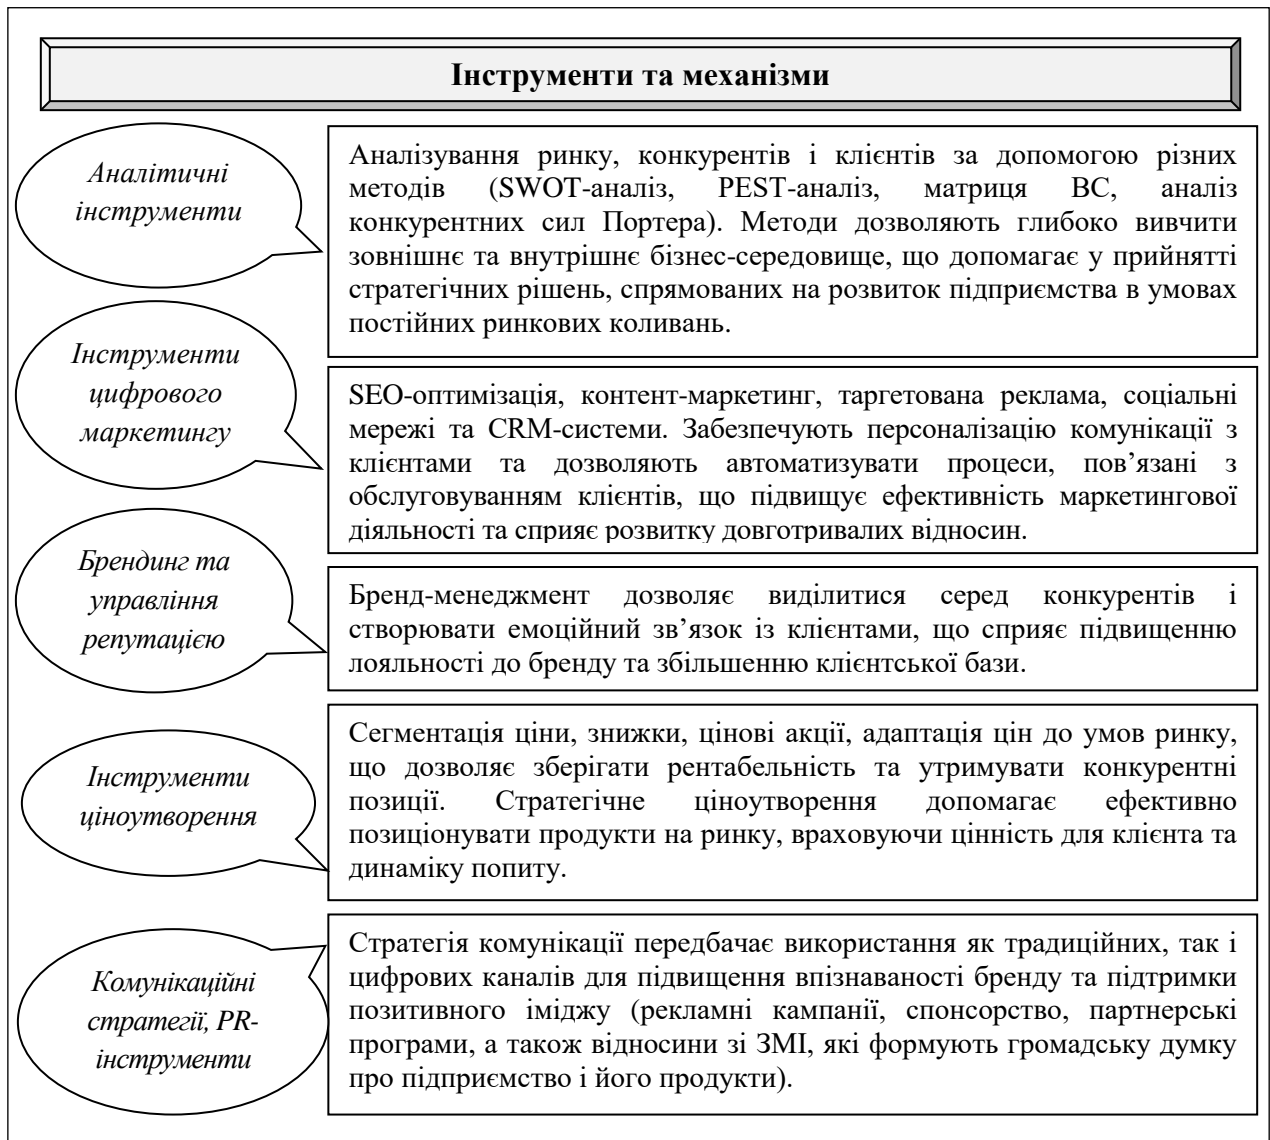 Інструменти та механізми
Аналітичні
інструменти
Аналізування ринку, конкурентів і клієнтів за допомогою різних
методів (SWOT-аналіз, PEST-аналіз, матриця ВС, аналіз
конкурентних сил Портера). Методи дозволяють глибоко вивчити
зовнішнє та внутрішнє бізнес-середовище, що допомагає у прийнятті
стратегічних рішень, спрямованих на розвиток підприємства в умовах
постійних ринкових коливань.
Інструменти
цифрового
маркетингу
SEO-оптимізація, контент-маркетинг, таргетована реклама, соціальні
мережі та CRM-системи. Забезпечують персоналізацію комунікації з
клієнтами та дозволяють автоматизувати процеси, пов’язані з
обслуговуванням клієнтів, що підвищує ефективність маркетингової
діяльності та сприяє розвитку довготривалих відносин.
Брендинг та
управління
репутацією
Бренд-менеджмент дозволяє виділитися серед конкурентів і
створювати емоційний зв’язок із клієнтами, що сприяє підвищенню
лояльності до бренду та збільшенню клієнтської бази.
Інструменти
ціноутворення
Сегментація ціни, знижки, цінові акції, адаптація цін до умов ринку,
що дозволяє зберігати рентабельність та утримувати конкурентні
позиції. Стратегічне ціноутворення допомагає ефективно
позиціонувати продукти на ринку, враховуючи цінність для клієнта та
динаміку попиту.
Комунікаційні
стратегії, PR-
інструменти
Стратегія комунікації передбачає використання як традиційних, так і
цифрових каналів для підвищення впізнаваності бренду та підтримки
позитивного іміджу (рекламні кампанії, спонсорство, партнерські
програми, а також відносини зі ЗМІ, які формують громадську думку
про підприємство і його продукти).